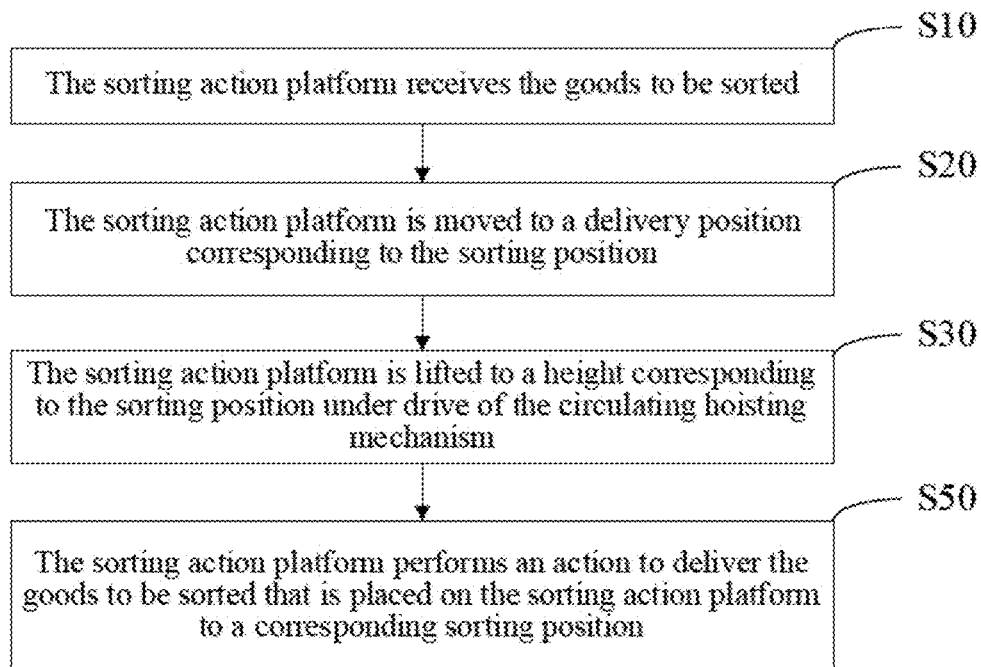 S10
The sorting action platform receives the goods to be sorted
S20
The sorting action platform is moved to a delivery position
corresponding to the sorting position
S30
The sorting action platform is lifted to a height corresponding
to the sorting position under drive of the circulating hoisting
mechanism
S50
The sorting action platform performs an action to deliver the
goods to be sorted that is placed on the sorting action platform
to a corresponding sorting position